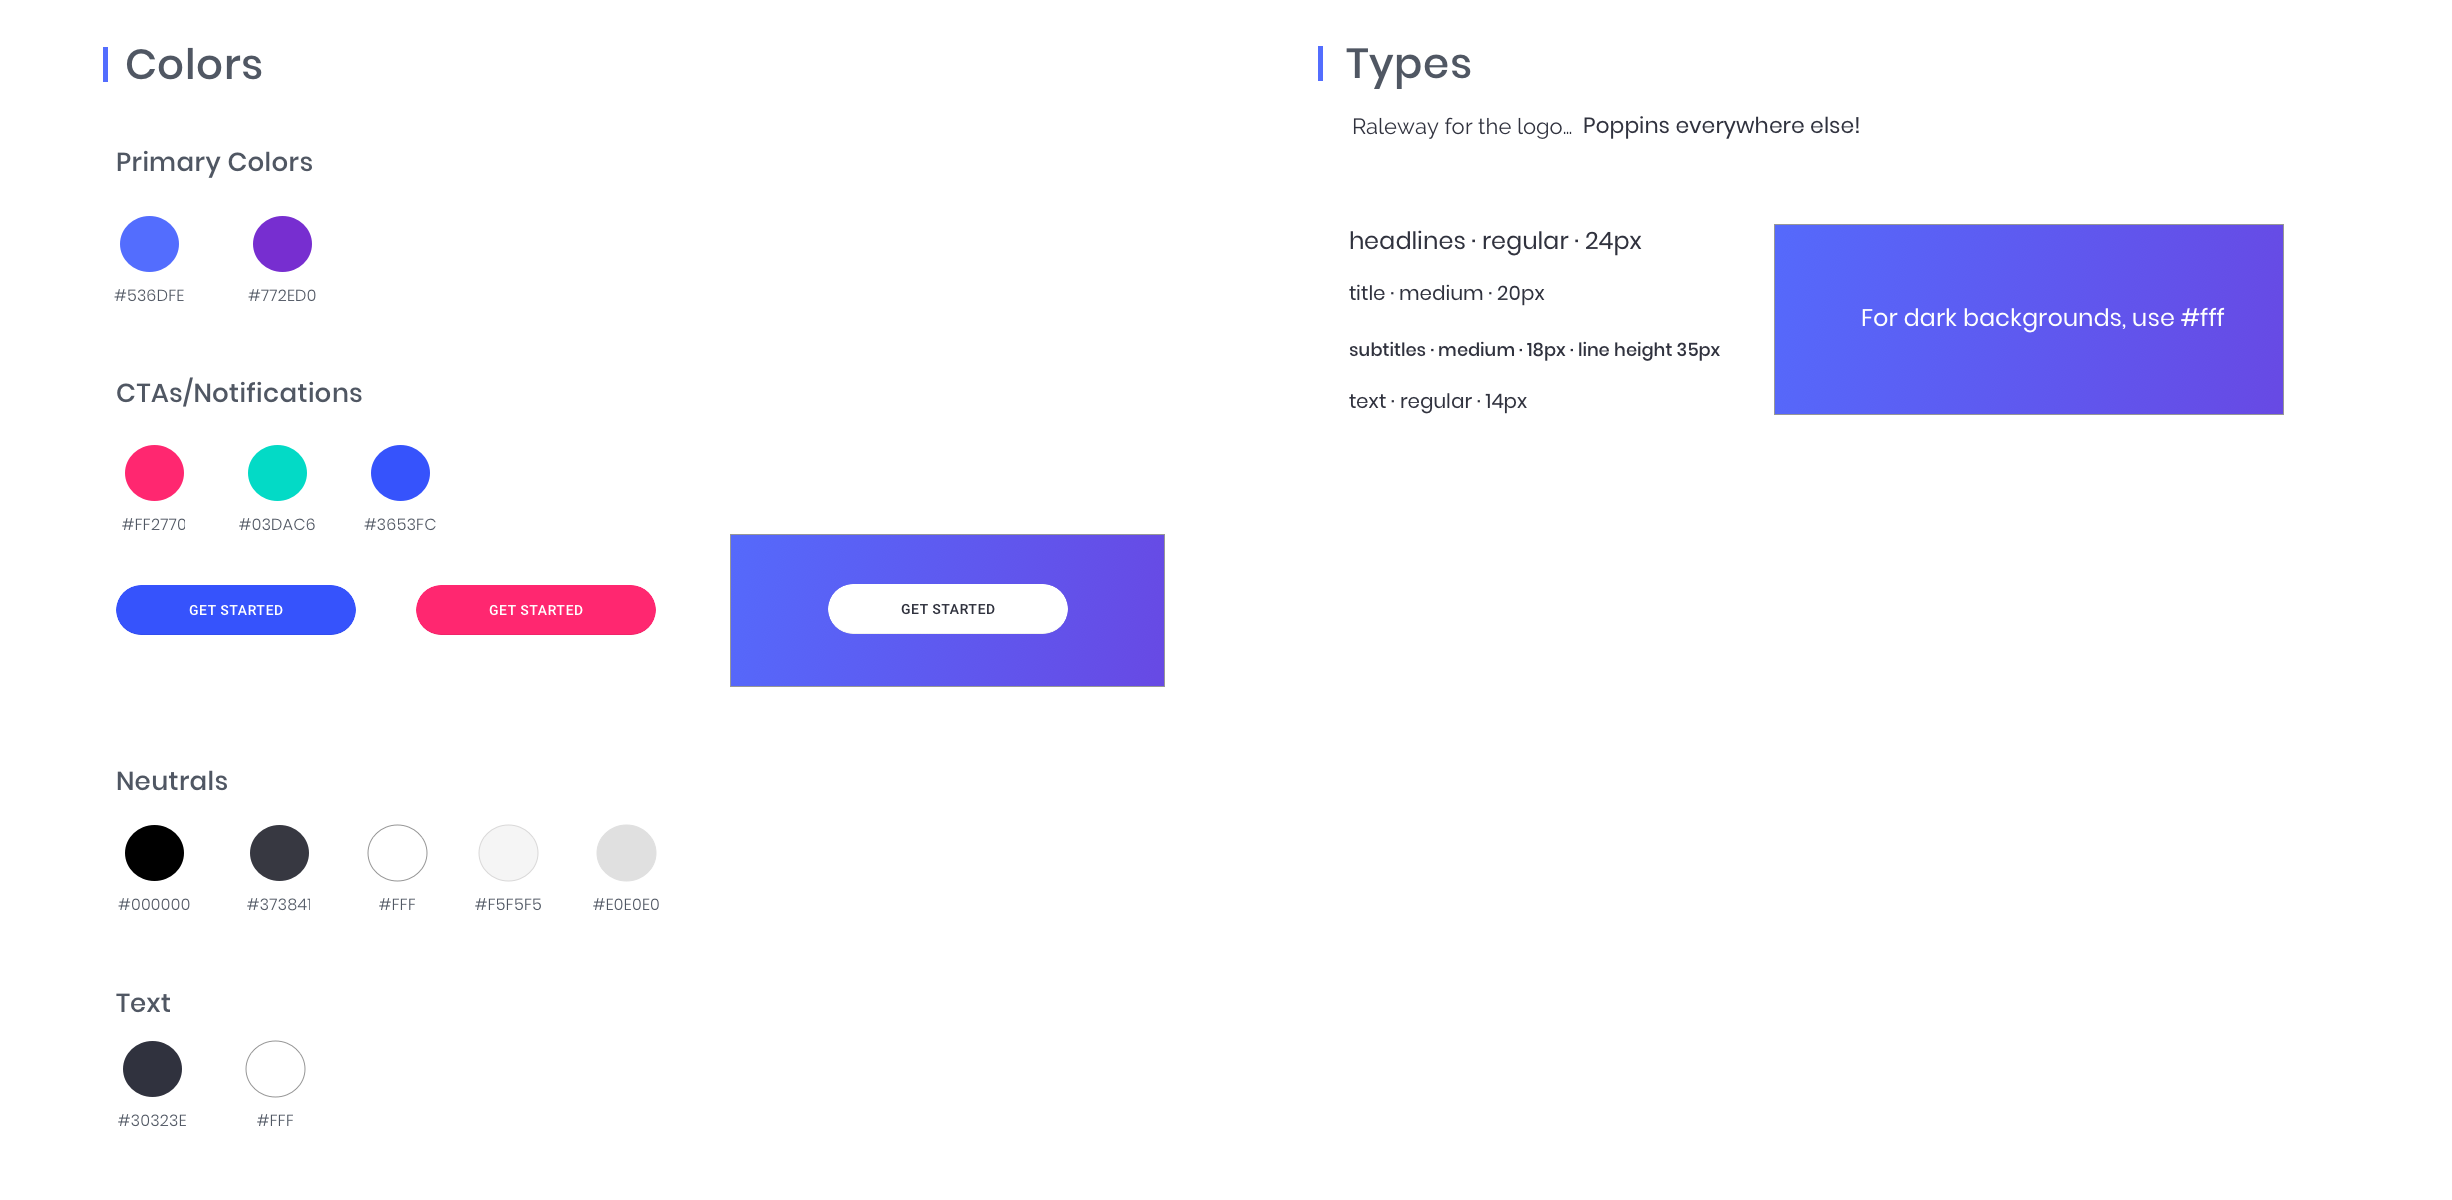 Colors
Primary Colors
#536DFE
#772ED0
CTAs/Notifications
#FF2770
#03DAC6
#3653FC
GET STARTED
GET STARTED
GET STARTED
Neutrals
#000000
#373841
#FFF
#F5F5F5
#E0E0E0
Text
#30323E
#FFF
Types
Raleway for the logo... Poppins everywhere else!
headlines · regular · 24px
title · medium · 20px
subtitles · medium · 18px · line height 35px
text · regular · 14px
For dark backgrounds, use #fff